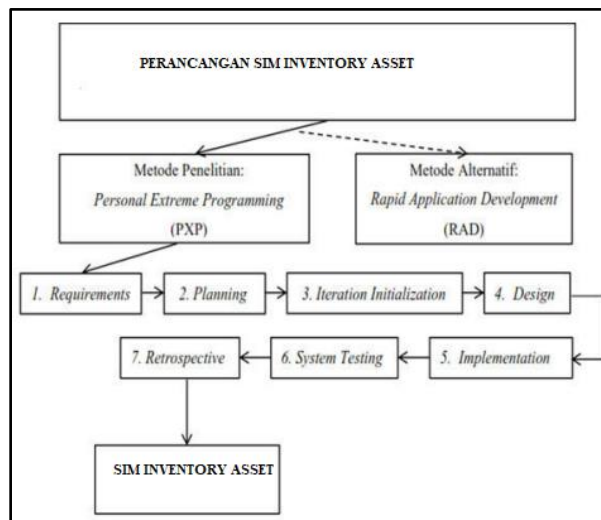 PERANCANGAN SIM INVENTORY ASSET
Metode Penelitian:
Personal Extreme Programming
(PXP)
Metode Alternatif:
Rapid Application Development
(RAD)
1. Requirements
2. Planning
3. Iteration Initialization
4. Design
5. Implementation
6. System Testing
7. Retrospective
SIM INVENTORY ASSET